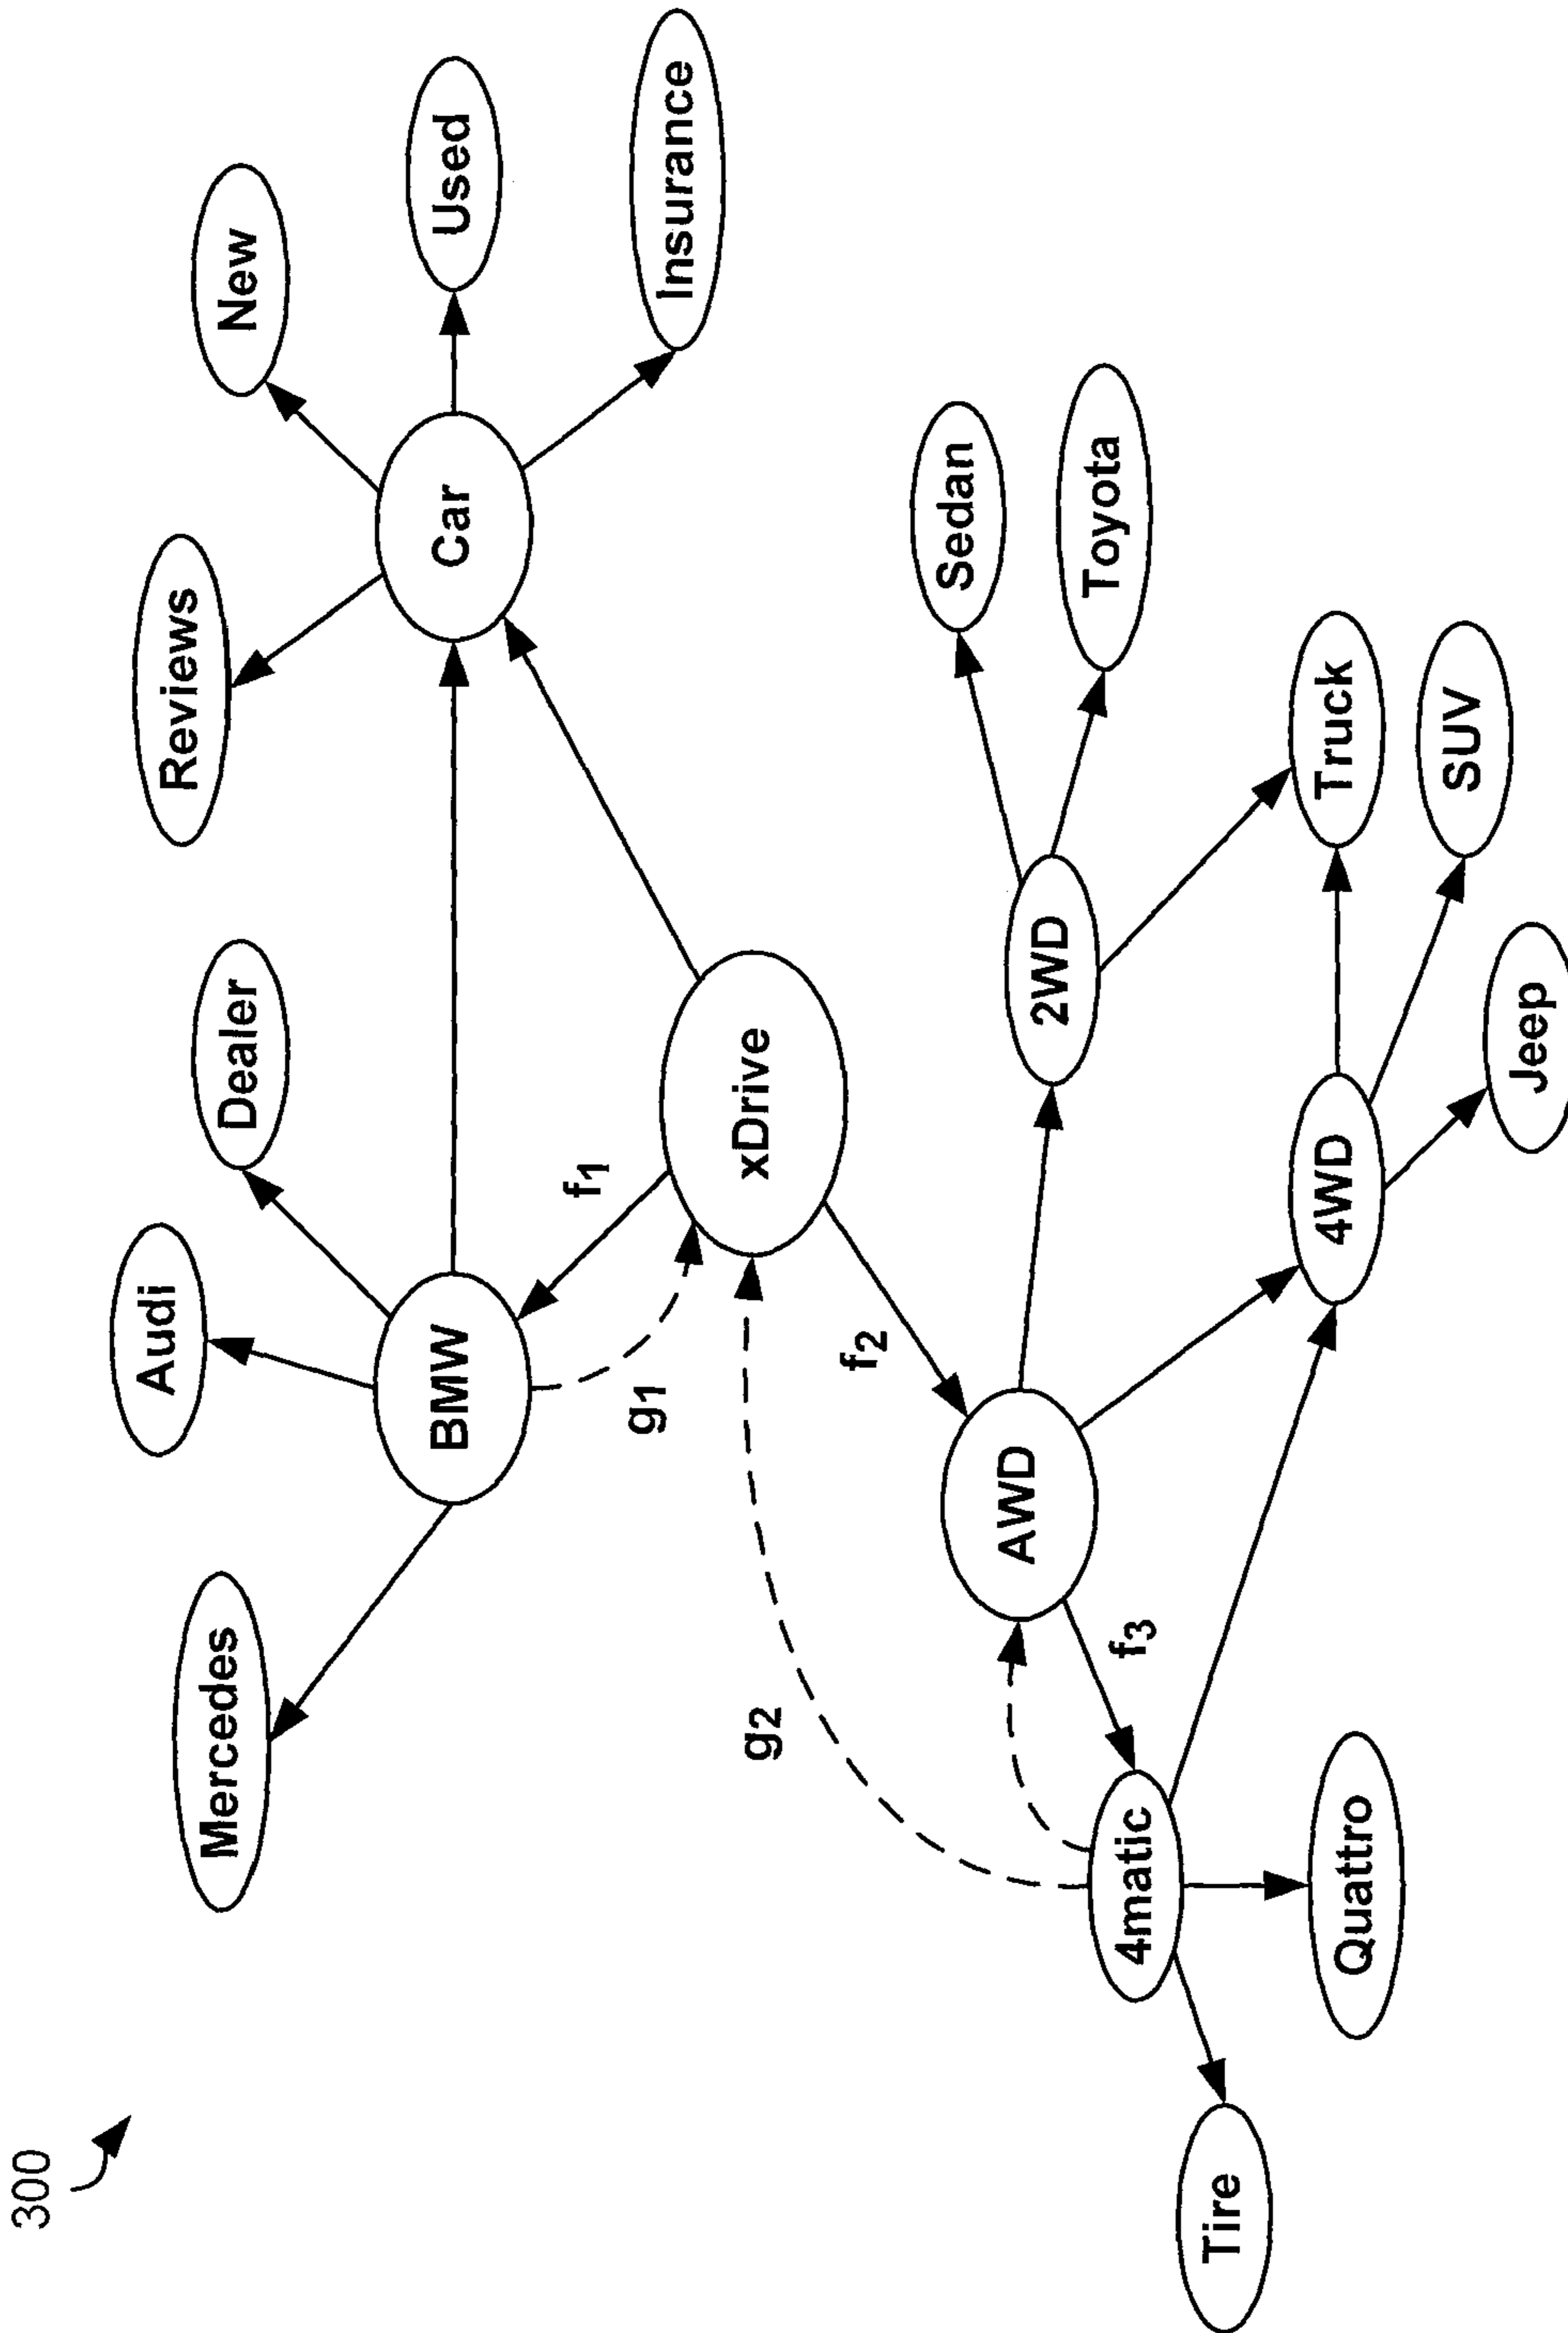 300
Mercedes
Audi
Dealer
Reviews
New
BMW
Car
Used
f1
g1
xDrive
Insurance
g2
f2
AWD
2WD
Sedan
Toyota
f3
4matic
4WD
Truck
Tire
Quattro
SUV
Jeep